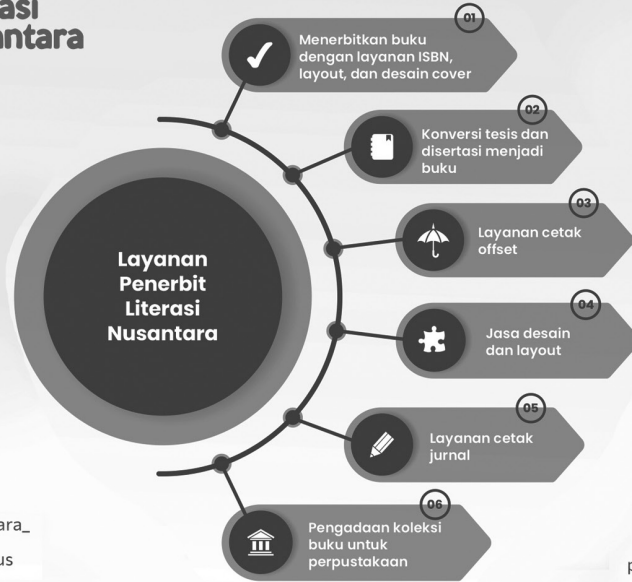 asi
antara
01
Menerbitkan buku
dengan layanan ISBN,
layout, dan desain cover
02
Konversi tesis dan
disertasi menjadi
buku
03
Layanan cetak
offset
Layanan
Penerbit
Literasi
Nusantara
04
Jasa desain
dan layout
05
Layanan cetak
jurnal
06
Pengadaan koleksi
buku untuk
perpustakaan
ara_
us
p